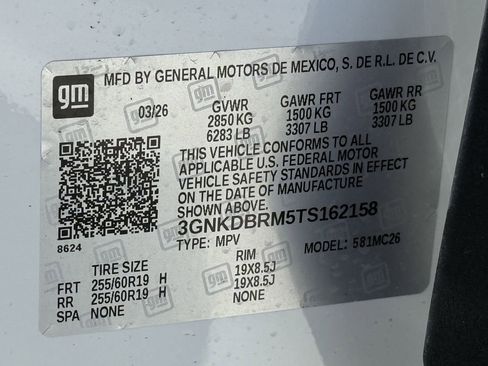 gm MFD BY GENERAL MOTORS DE MEXICO, S. DE R.L. DE C.V.
03/26 GVWR GAWR FRT GAWR RR
2850 KG 1500 KG 1500 KG
6283 LB 3307 LB 3307 LB
THIS VEHICLE CONFORMS TO ALL
APPLICABLE U.S. FEDERAL MOTOR
VEHICLE SAFETY STANDARDS IN EFFECT
ON THE DATE OF MANUFACTURE
3GNKDBRM5TS162158
8624 TYPE: MPV MODEL: 581MC26
TIRE SIZE RIM
FRT 255/60R19 H 19X8.5J
RR 255/60R19 H 19X8.5J
SPA NONE NONE